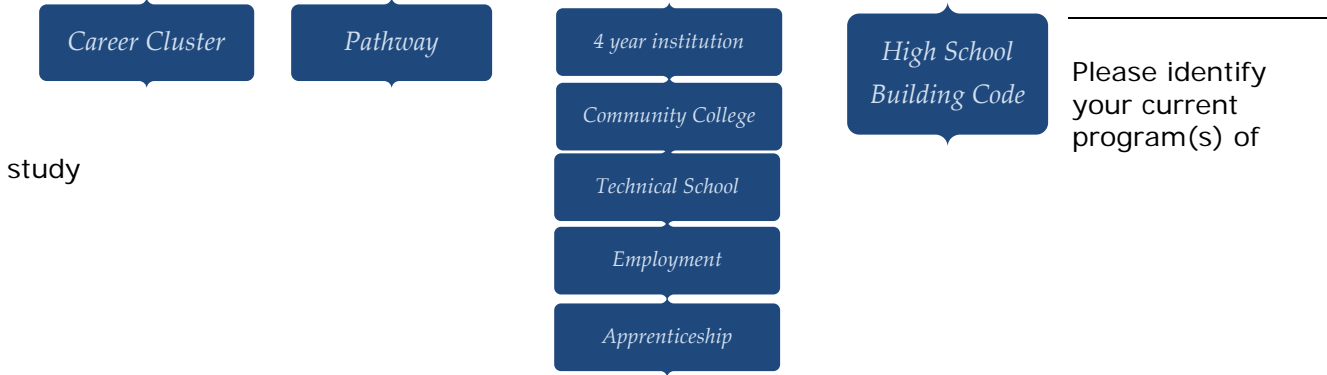 Career Cluster
Pathway
4 year institution
Community College
Technical School
Employment
Apprenticeship
High School
Building Code
Please identify
your current
program(s) of
study